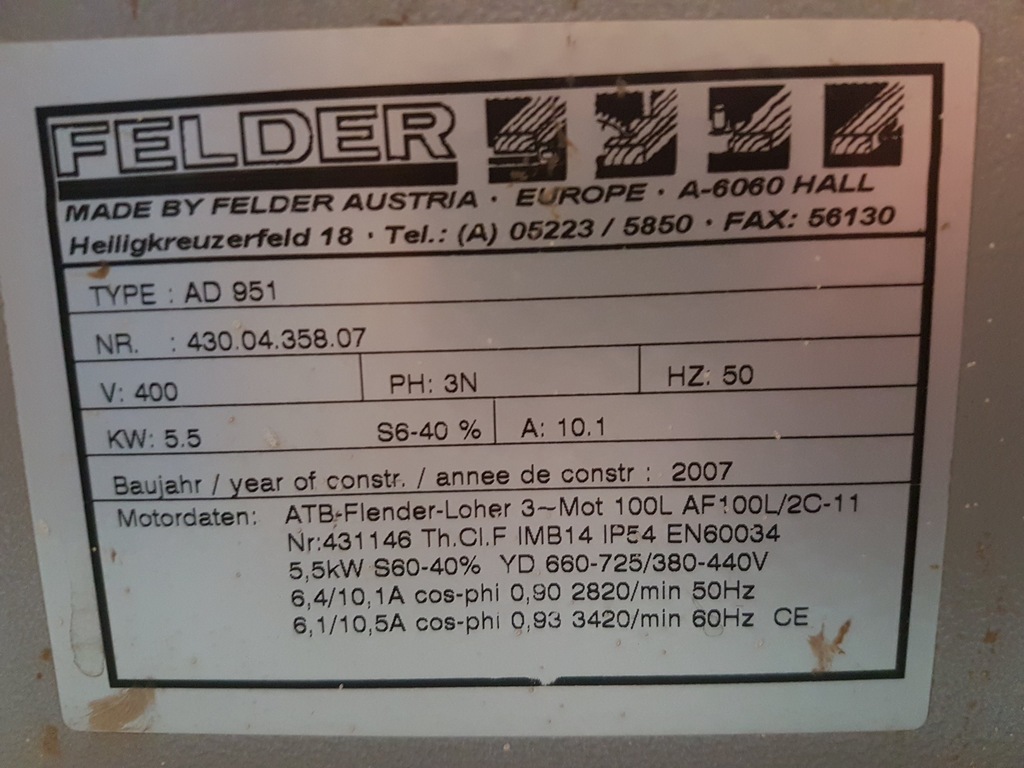 FELDER
MADE BY FELDER AUSTRIA · EUROPE · A-6060 HALL
Heiligkreuzerfeld 18 · Tel.: (A) 05223 / 5850 · FAX: 56130
TYPE : AD 951
NR. : 430.04.358.07
V: 400 PH: 3N HZ: 50
KW: 5.5 S6-40 % A: 10.1
Baujahr / year of constr. / annee de constr : 2007
Motordaten: ATB-Flender-Loher 3~Mot 100L AF100L/2C-11
Nr:431146 Th.Cl.F IMB14 IP54 EN60034
5,5kW S60-40% YD 660-725/380-440V
6,4/10,1A cos-phi 0,90 2820/min 50Hz
6,1/10,5A cos-phi 0,93 3420/min 60Hz CE